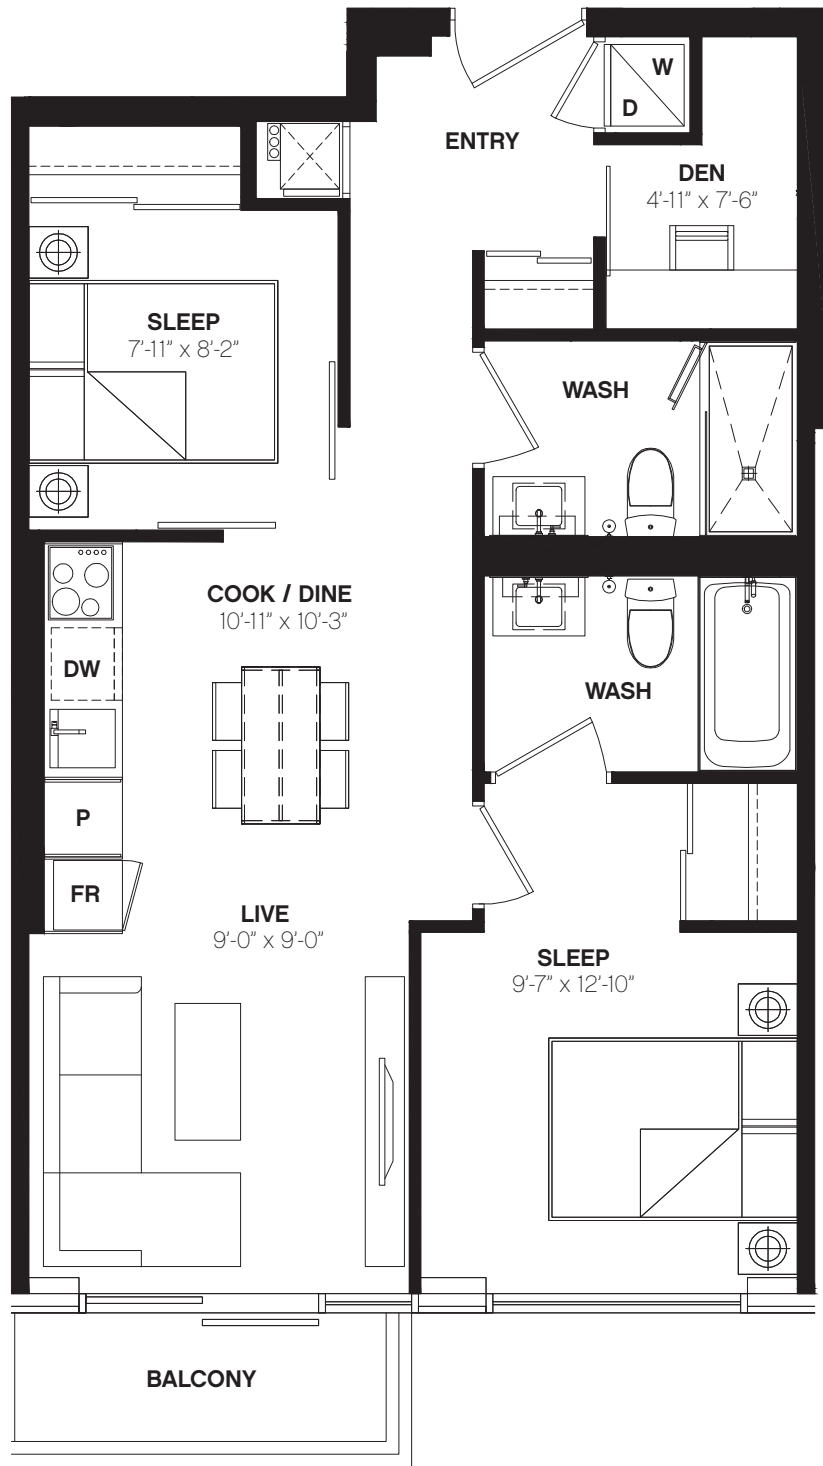 W
D
ENTRY
DEN
4'-11" x 7'-6"
SLEEP
7'-11" x 8'-2"
WASH
COOK / DINE
10'-11" x 10'-3"
DW
WASH
P
FR
LIVE
9'-0" x 9'-0"
SLEEP
9'-7" x 12'-10"
BALCONY